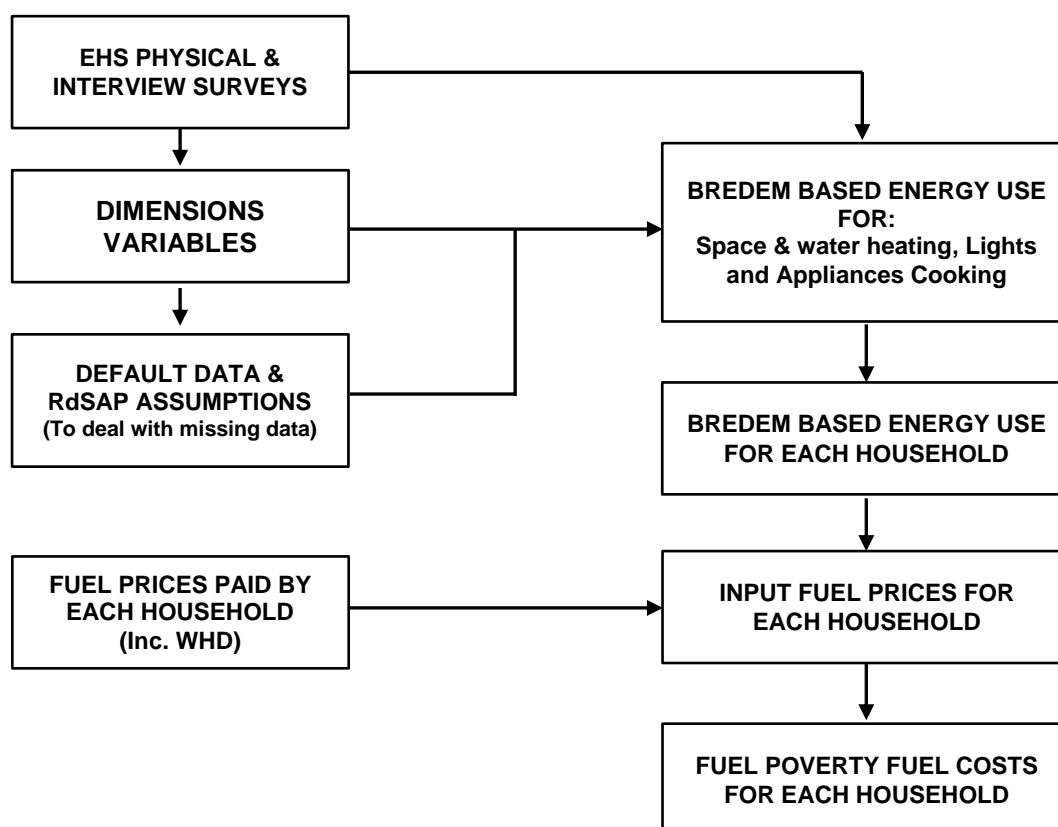 EHS PHYSICAL &
INTERVIEW SURVEYS
DIMENSIONS
VARIABLES
DEFAULT DATA &
RdSAP ASSUMPTIONS
(To deal with missing data)
FUEL PRICES PAID BY
EACH HOUSEHOLD
(Inc. WHD)
BREDEM BASED ENERGY USE
FOR:
Space & water heating, Lights
and Appliances Cooking
BREDEM BASED ENERGY USE
FOR EACH HOUSEHOLD
INPUT FUEL PRICES FOR
EACH HOUSEHOLD
FUEL POVERTY FUEL COSTS
FOR EACH HOUSEHOLD